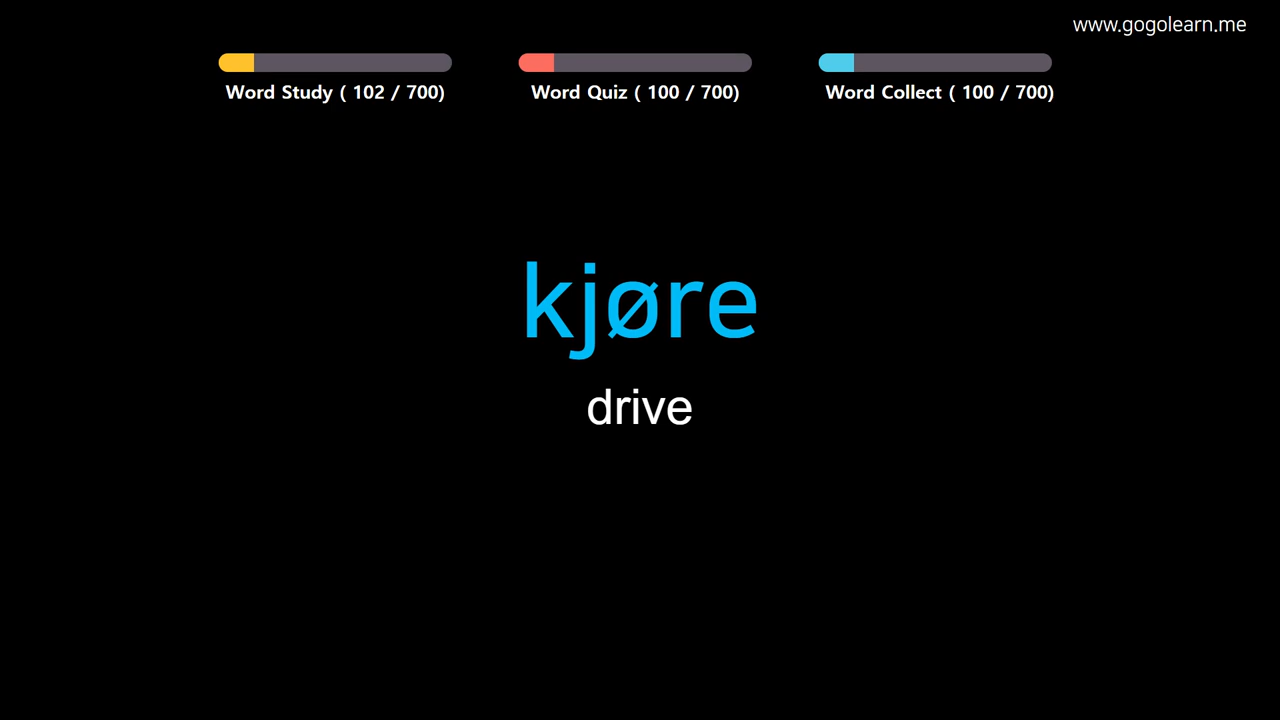 www.gogolearn.me
Word Study ( 102 / 700)
Word Quiz ( 100 / 700)
Word Collect ( 100 / 700)
kjøre
drive